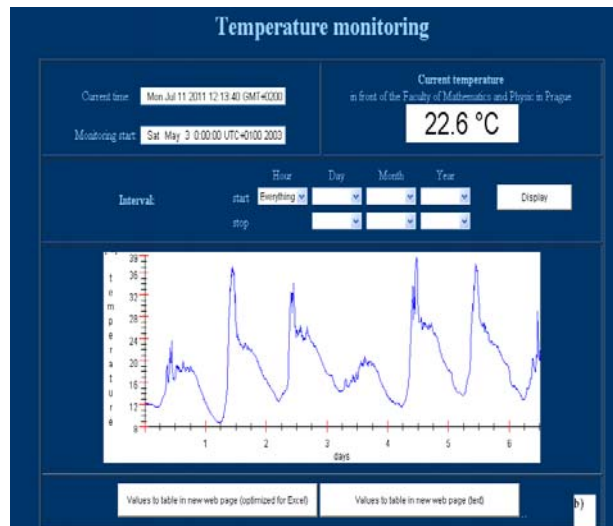 Temperature monitoring
Current time: Mon Jul 11 2011 12:13:40 GMT+0200
Monitoring start: Sat May 3 0:00:00 UTC+0100 2003
Current temperature
in front of the Faculty of Mathematics and Physic in Prague
22.6 °C
Hour Day Month Year
Interval: start Everything Display
stop
temperature
39
36
32
28
24
20
16
12
8
1 2 3 4 5 6
days
Values to table in new web page (optimized for Excel) Values to table in new web page (text)
b)